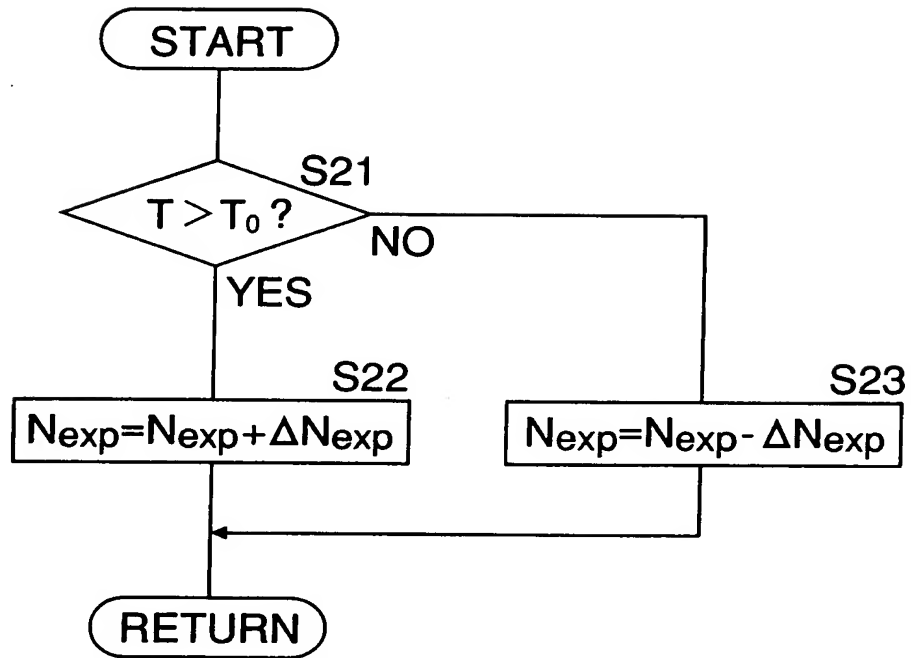 START
S21
T > T₀ ?
NO
YES
S22
Nexp=Nexp+ΔNexp
S23
Nexp=Nexp-ΔNexp
RETURN